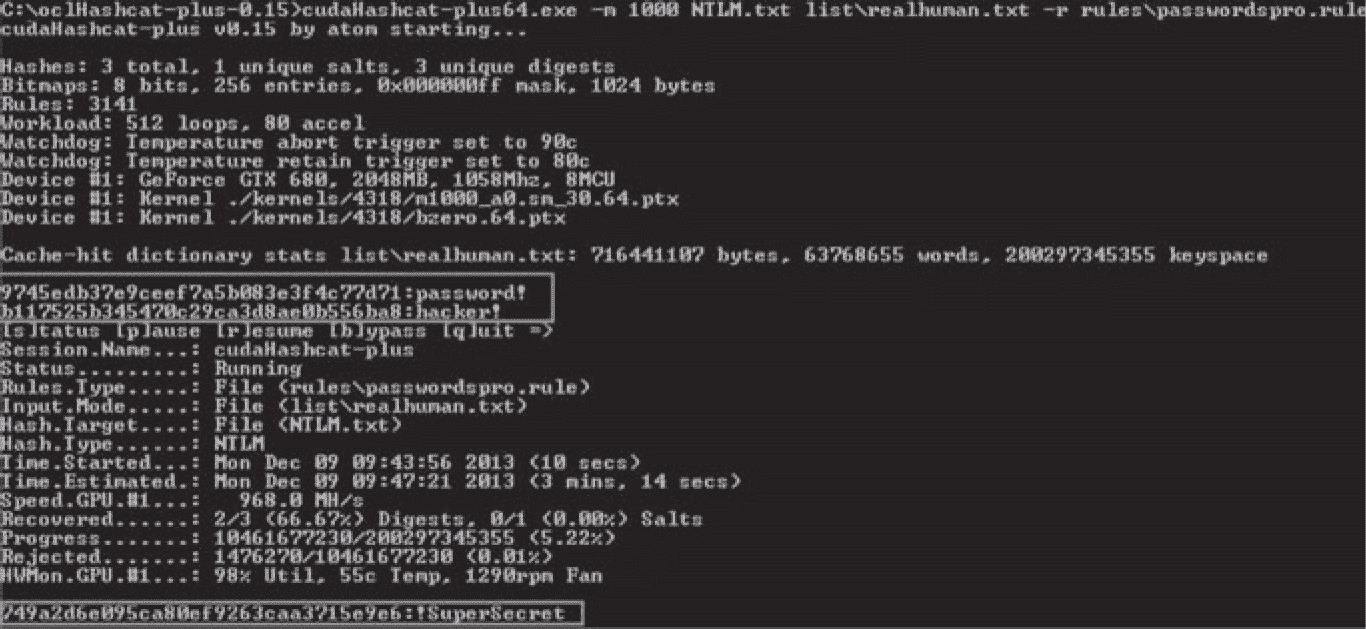 C:\oclHashcat-plus-0.15>cudaHashcat-plus64.exe -m 1000 NTLM.txt list\realhuman.txt -r rules\passwordspro.rule
cudaHashcat-plus v0.15 by atom starting...
Hashes: 3 total, 1 unique salts, 3 unique digests
Bitmaps: 8 bits, 256 entries, 0x000000ff mask, 1024 bytes
Rules: 3141
Workload: 512 loops, 80 accel
Watchdog: Temperature abort trigger set to 90c
Watchdog: Temperature retain trigger set to 80c
Device #1: GeForce GTX 680, 2048MB, 1058Mhz, 8MCU
Device #1: Kernel ./kernels/4318/m1000_a0.sm_30.64.ptx
Device #1: Kernel ./kernels/4318/bzero.64.ptx
Cache-hit dictionary stats list\realhuman.txt: 716441107 bytes, 63768655 words, 200297345355 keyspace
9745edb37e9ceef7a5b083e3f4c77d71:password!
b117525b345470c29ca3d8ae0b556ba8:hacker!
[s]tatus [p]ause [r]esume [b]ypass [q]uit =>
Session.Name...: cudaHashcat-plus
Status.........: Running
Rules.Type.....: File (rules\passwordspro.rule)
Input.Mode.....: File (list\realhuman.txt)
Hash.Target....: File (NTLM.txt)
Hash.Type......: NTLM
Time.Started...: Mon Dec 09 09:43:56 2013 (10 secs)
Time.Estimated.: Mon Dec 09 09:47:21 2013 (3 mins, 14 secs)
Speed.GPU.#1...: 968.0 MH/s
Recovered......: 2/3 (66.67%) Digests, 0/1 (0.00%) Salts
Progress.......: 10461677230/200297345355 (5.22%)
Rejected.......: 1476270/10461677230 (0.01%)
HWMon.GPU.#1...: 98% Util, 55c Temp, 1290rpm Fan
749a2d6e095ca80ef9263caa3715e9e6:!SuperSecret